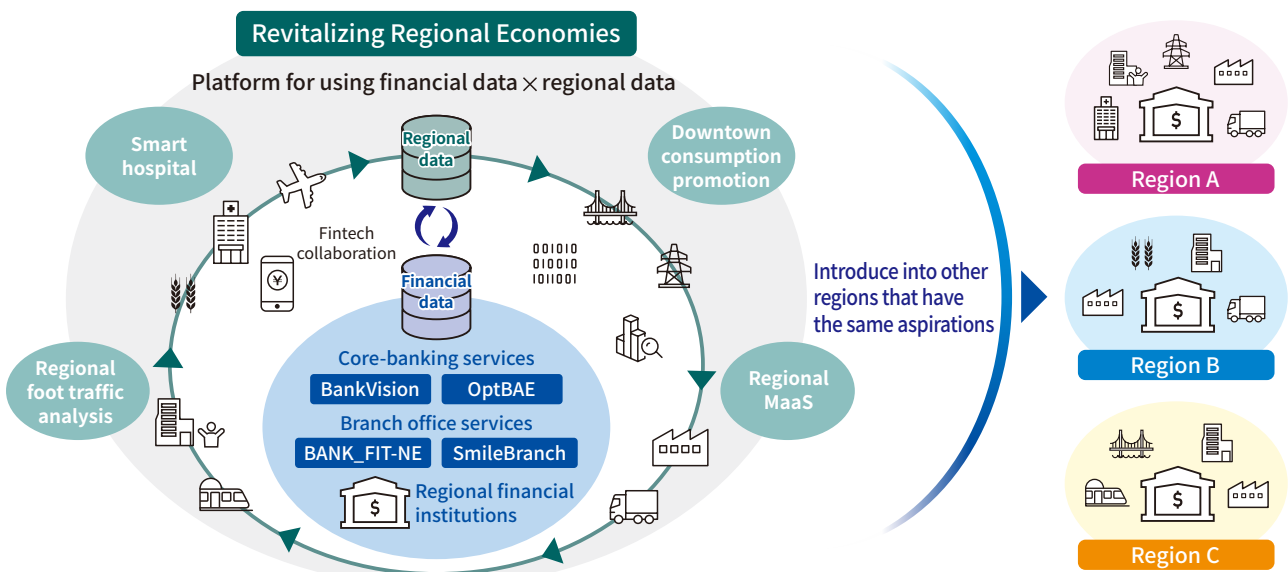 Revitalizing Regional Economies
Platform for using financial data × regional data
Smart
hospital
Regional
data
Downtown
consumption
promotion
Fintech
collaboration
¥
001010
010010
1011001
Financial
data
Core-banking services
BankVision
OptBAE
Branch office services
BANK_FIT-NE
SmileBranch
$
Regional financial
institutions
Regional
foot traffic
analysis
Regional
MaaS
Introduce into other
regions that have
the same aspirations
$
Region A
$
Region B
$
Region C